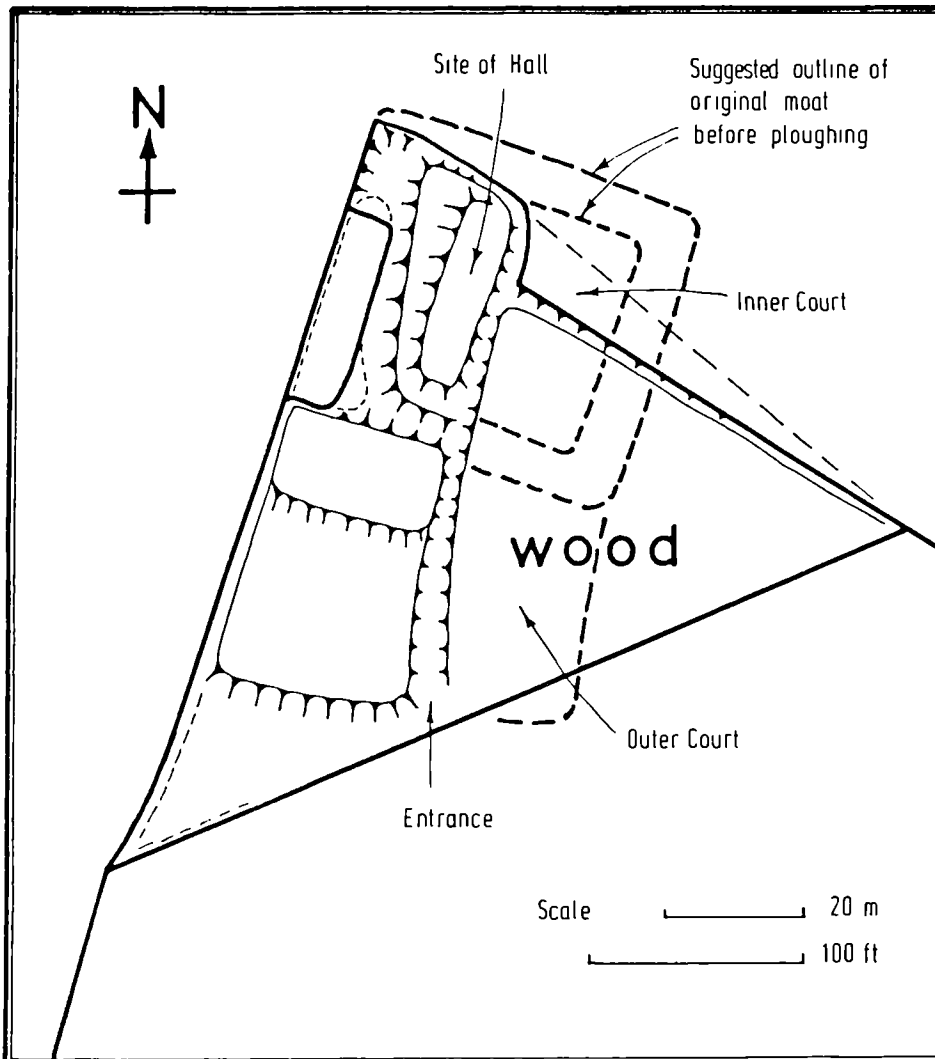 Site of Hall
Suggested outline of
original moat
before ploughing
N
Inner Court
wood
Outer Court
Entrance
Scale
20 m
100 ft